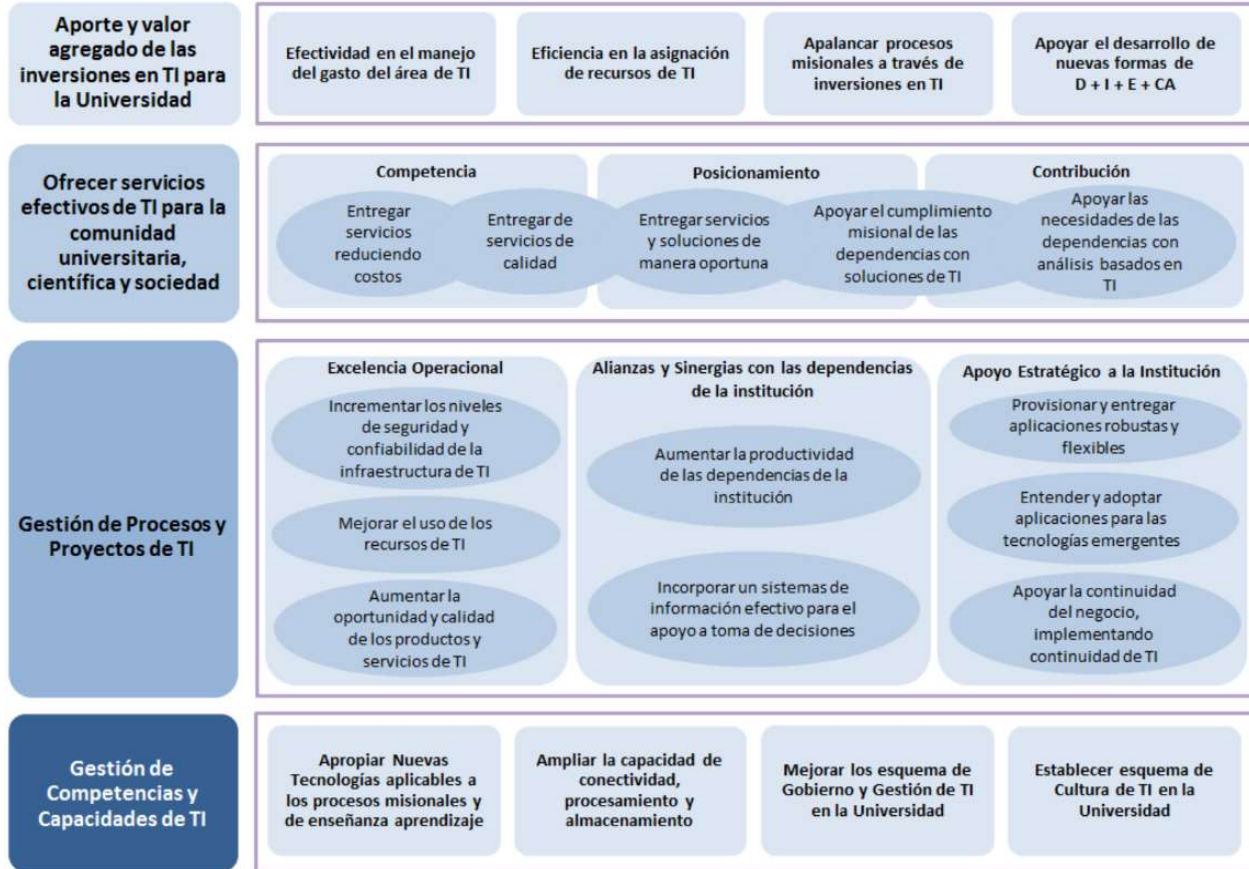 Aporte y valor
agregado de las
inversiones en TI para
la Universidad
Efectividad en el manejo
del gasto del área de TI
Eficiencia en la asignación
de recursos de TI
Apalancar procesos
misionales a través de
inversiones en TI
Apoyar el desarrollo de
nuevas formas de
D + I + E + CA
Ofrecer servicios
efectivos de TI para la
comunidad
universitaria,
científica y sociedad
Competencia
Entregar
servicios
reduciendo
costos
Entregar de
servicios de
calidad
Posicionamiento
Entregar servicios
y soluciones de
manera oportuna
Apoyar el cumplimiento
misional de las
dependencias con
soluciones de TI
Contribución
Apoyar las
necesidades de las
dependencias con
análisis basados en
TI
Gestión de Procesos y
Proyectos de TI
Excelencia Operacional
Incrementar los niveles
de seguridad y
confiabilidad de la
infraestructura de TI
Mejorar el uso de los
recursos de TI
Aumentar la
oportunidad y calidad
de los productos y
servicios de TI
Alianzas y Sinergias con las dependencias
de la institución
Aumentar la productividad
de las dependencias de la
institución
Incorporar un sistemas de
información efectivo para el
apoyo a toma de decisiones
Apoyo Estratégico a la Institución
Provisionar y entregar
aplicaciones robustas y
flexibles
Entender y adoptar
aplicaciones para las
tecnologías emergentes
Apoyar la continuidad
del negocio,
implementando
continuidad de TI
Gestión de
Competencias y
Capacidades de TI
Apropiar Nuevas
Tecnologías aplicables a
los procesos misionales y
de enseñanza aprendizaje
Ampliar la capacidad de
conectividad,
procesamiento y
almacenamiento
Mejorar los esquema de
Gobierno y Gestión de TI
en la Universidad
Establecer esquema de
Cultura de TI en la
Universidad